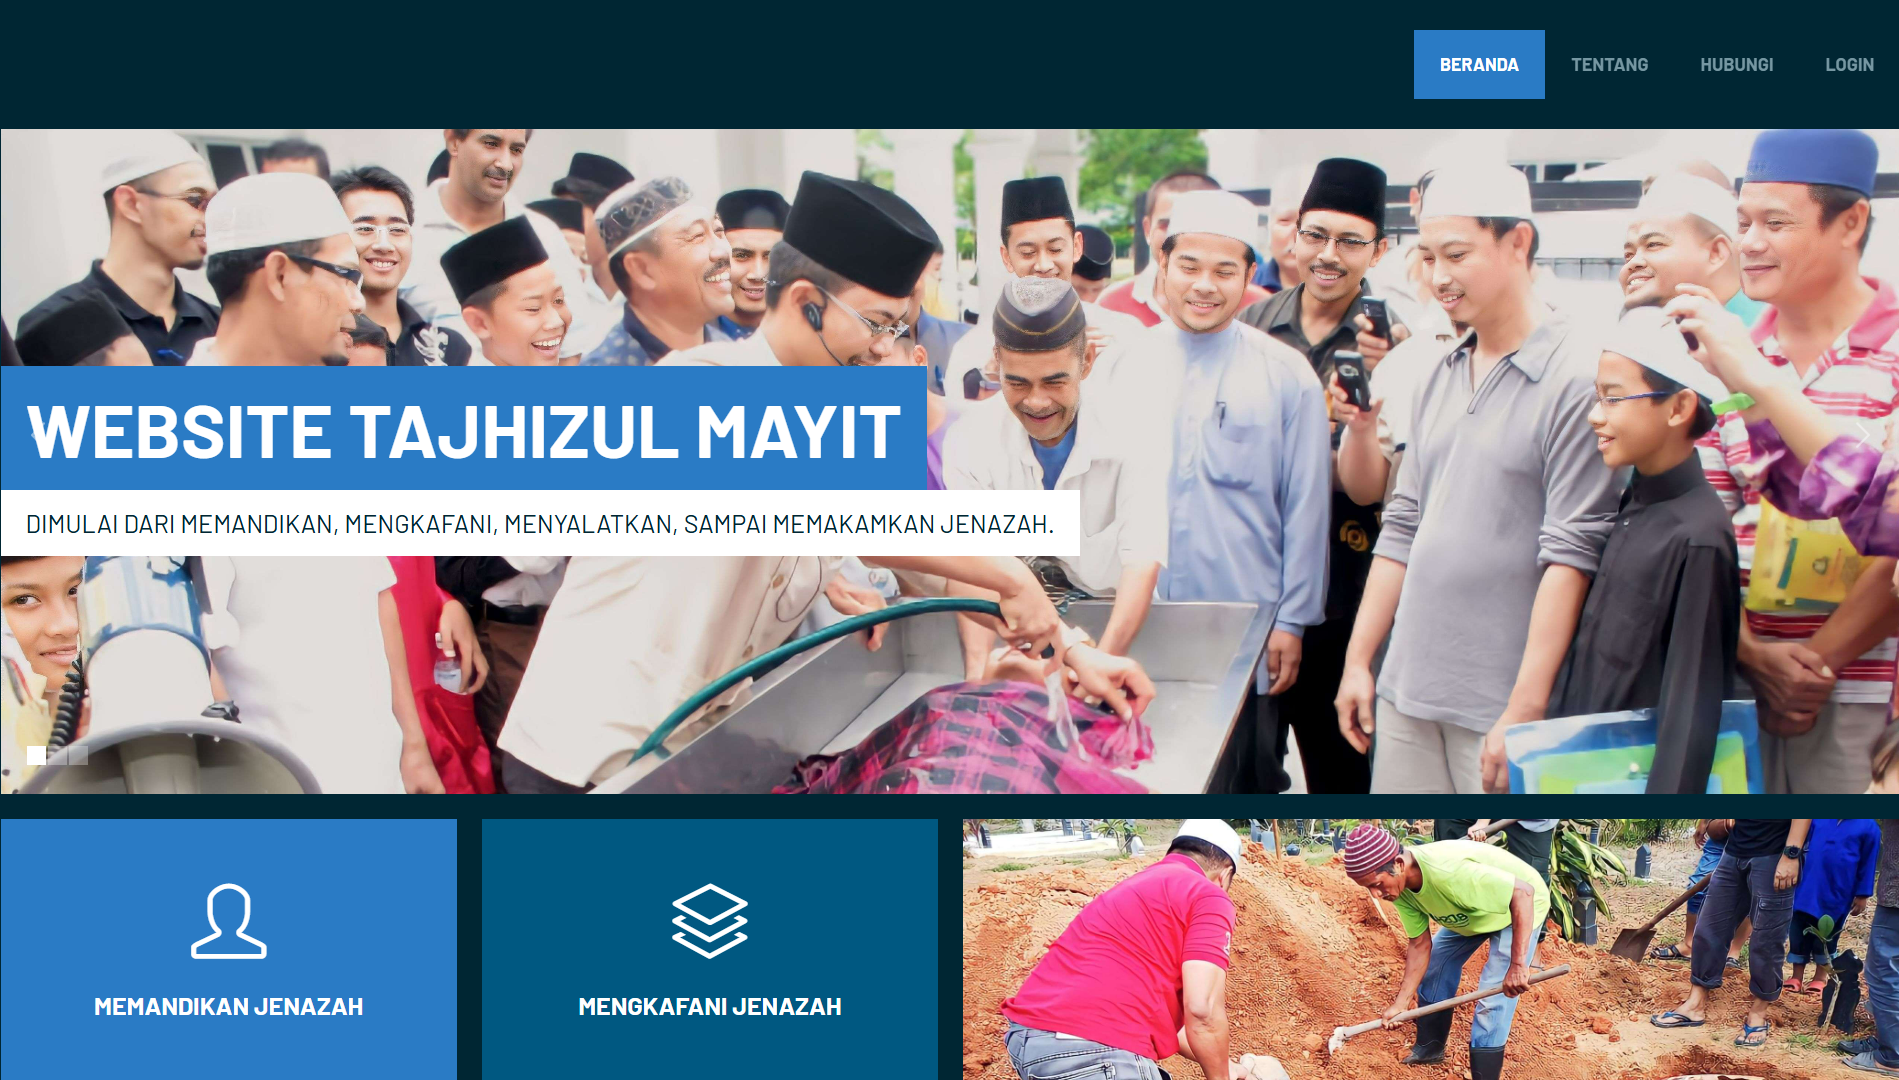 BERANDA TENTANG HUBUNGI LOGIN
WEBSITE TAJHIZUL MAYIT
DIMULAI DARI MEMANDIKAN, MENGKAFANI, MENYALATKAN, SAMPAI MEMAKAMKAN JENAZAH.
MEMANDIKAN JENAZAH
MENGKAFANI JENAZAH